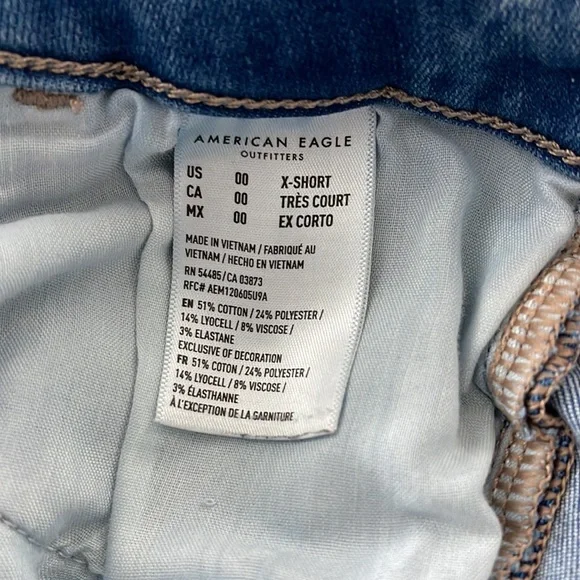 AMERICAN EAGLE
OUTFITTERS
US 00 X-SHORT
CA 00 TRÈS COURT
MX 00 EX CORTO
MADE IN VIETNAM / FABRIQUÉ AU
VIETNAM / HECHO EN VIETNAM
RN 54485 / CA 03873
RFC# AEM120605U9A
EN 51% COTTON / 24% POLYESTER /
14% LYOCELL / 8% VISCOSE /
3% ELASTANE
EXCLUSIVE OF DECORATION
FR 51% COTON / 24% POLYESTER /
14% LYOCELL / 8% VISCOSE /
3% ÉLASTHANNE
À L'EXCEPTION DE LA GARNITURE